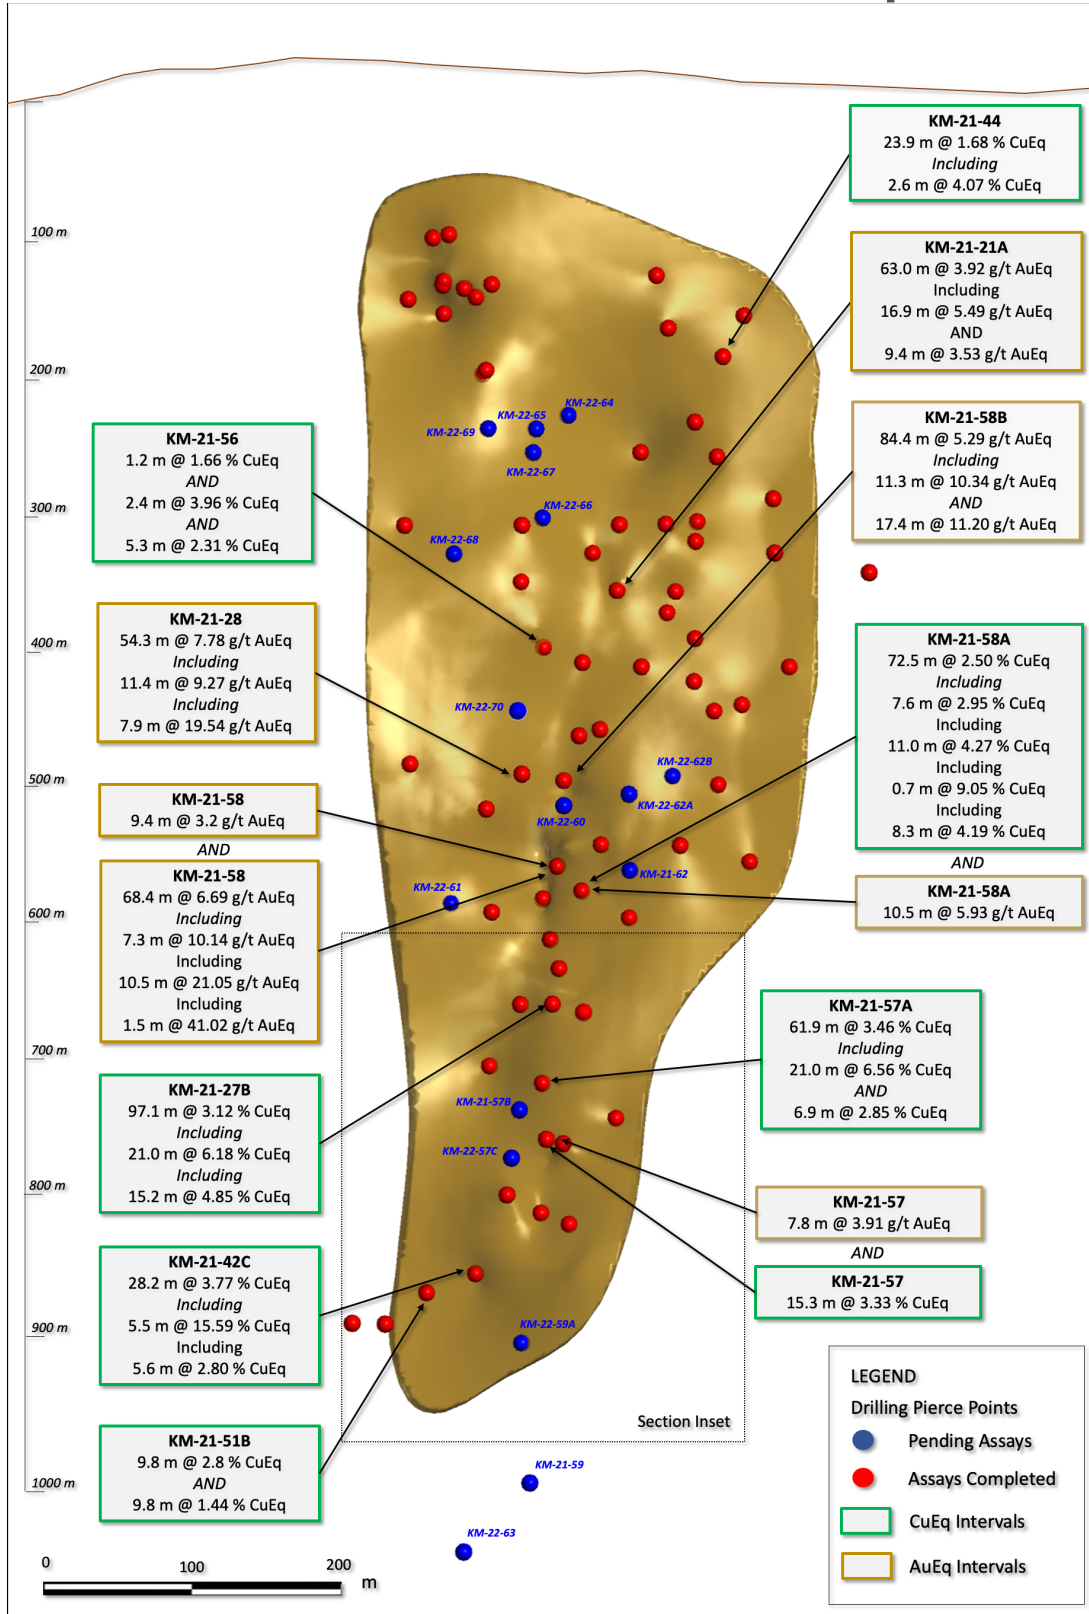 KM-21-44
23.9 m @ 1.68 % CuEq
Including
2.6 m @ 4.07 % CuEq
100 m
KM-21-21A
63.0 m @ 3.92 g/t AuEq
Including
16.9 m @ 5.49 g/t AuEq
AND
9.4 m @ 3.53 g/t AuEq
200 m
KM-22-64
KM-22-65
KM-22-69
KM-22-67
KM-21-58B
84.4 m @ 5.29 g/t AuEq
Including
11.3 m @ 10.34 g/t AuEq
AND
17.4 m @ 11.20 g/t AuEq
KM-21-56
1.2 m @ 1.66 % CuEq
AND
2.4 m @ 3.96 % CuEq
AND
5.3 m @ 2.31 % CuEq
300 m
KM-22-66
KM-22-68
KM-21-28
54.3 m @ 7.78 g/t AuEq
Including
11.4 m @ 9.27 g/t AuEq
Including
7.9 m @ 19.54 g/t AuEq
400 m
KM-21-58A
72.5 m @ 2.50 % CuEq
Including
7.6 m @ 2.95 % CuEq
Including
11.0 m @ 4.27 % CuEq
Including
0.7 m @ 9.05 % CuEq
Including
8.3 m @ 4.19 % CuEq
AND
KM-21-58A
10.5 m @ 5.93 g/t AuEq
KM-22-70
500 m
KM-22-62B
KM-22-62A
KM-22-60
KM-21-58
9.4 m @ 3.2 g/t AuEq
AND
KM-21-58
68.4 m @ 6.69 g/t AuEq
Including
7.3 m @ 10.14 g/t AuEq
Including
10.5 m @ 21.05 g/t AuEq
Including
1.5 m @ 41.02 g/t AuEq
KM-21-62
KM-22-61
600 m
KM-21-57A
61.9 m @ 3.46 % CuEq
Including
21.0 m @ 6.56 % CuEq
AND
6.9 m @ 2.85 % CuEq
700 m
KM-21-27B
97.1 m @ 3.12 % CuEq
Including
21.0 m @ 6.18 % CuEq
Including
15.2 m @ 4.85 % CuEq
KM-21-57B
KM-22-57C
800 m
KM-21-57
7.8 m @ 3.91 g/t AuEq
AND
KM-21-57
15.3 m @ 3.33 % CuEq
KM-21-42C
28.2 m @ 3.77 % CuEq
Including
5.5 m @ 15.59 % CuEq
Including
5.6 m @ 2.80 % CuEq
900 m
KM-22-59A
Section Inset
KM-21-51B
9.8 m @ 2.8 % CuEq
AND
9.8 m @ 1.44 % CuEq
1000 m
KM-21-59
KM-22-63
LEGEND
Drilling Pierce Points
Pending Assays
Assays Completed
CuEq Intervals
AuEq Intervals
0
100
200
m